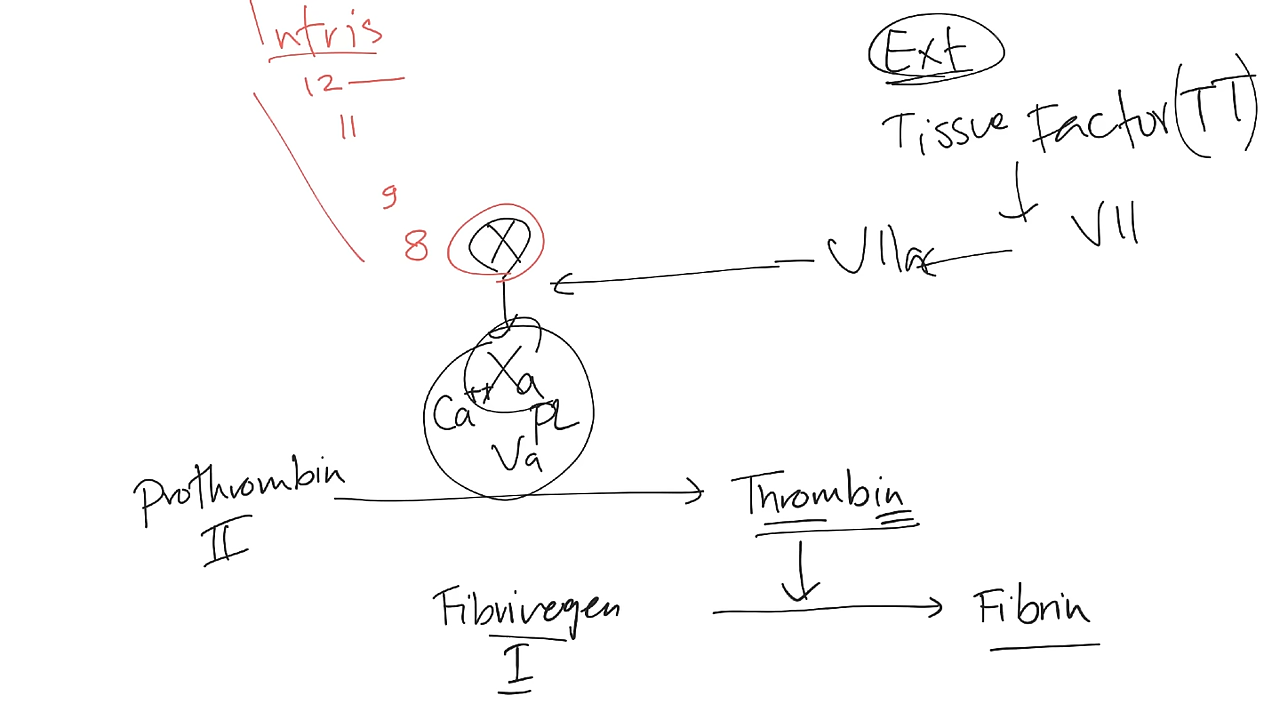 Intris
12
11
9
8
Ext
Tissue Factor (TT)
VII
VIIa
X
Xa
Ca++ PL
Va
Prothrombin
II
Thrombin
Fibrivegen
I
Fibrin